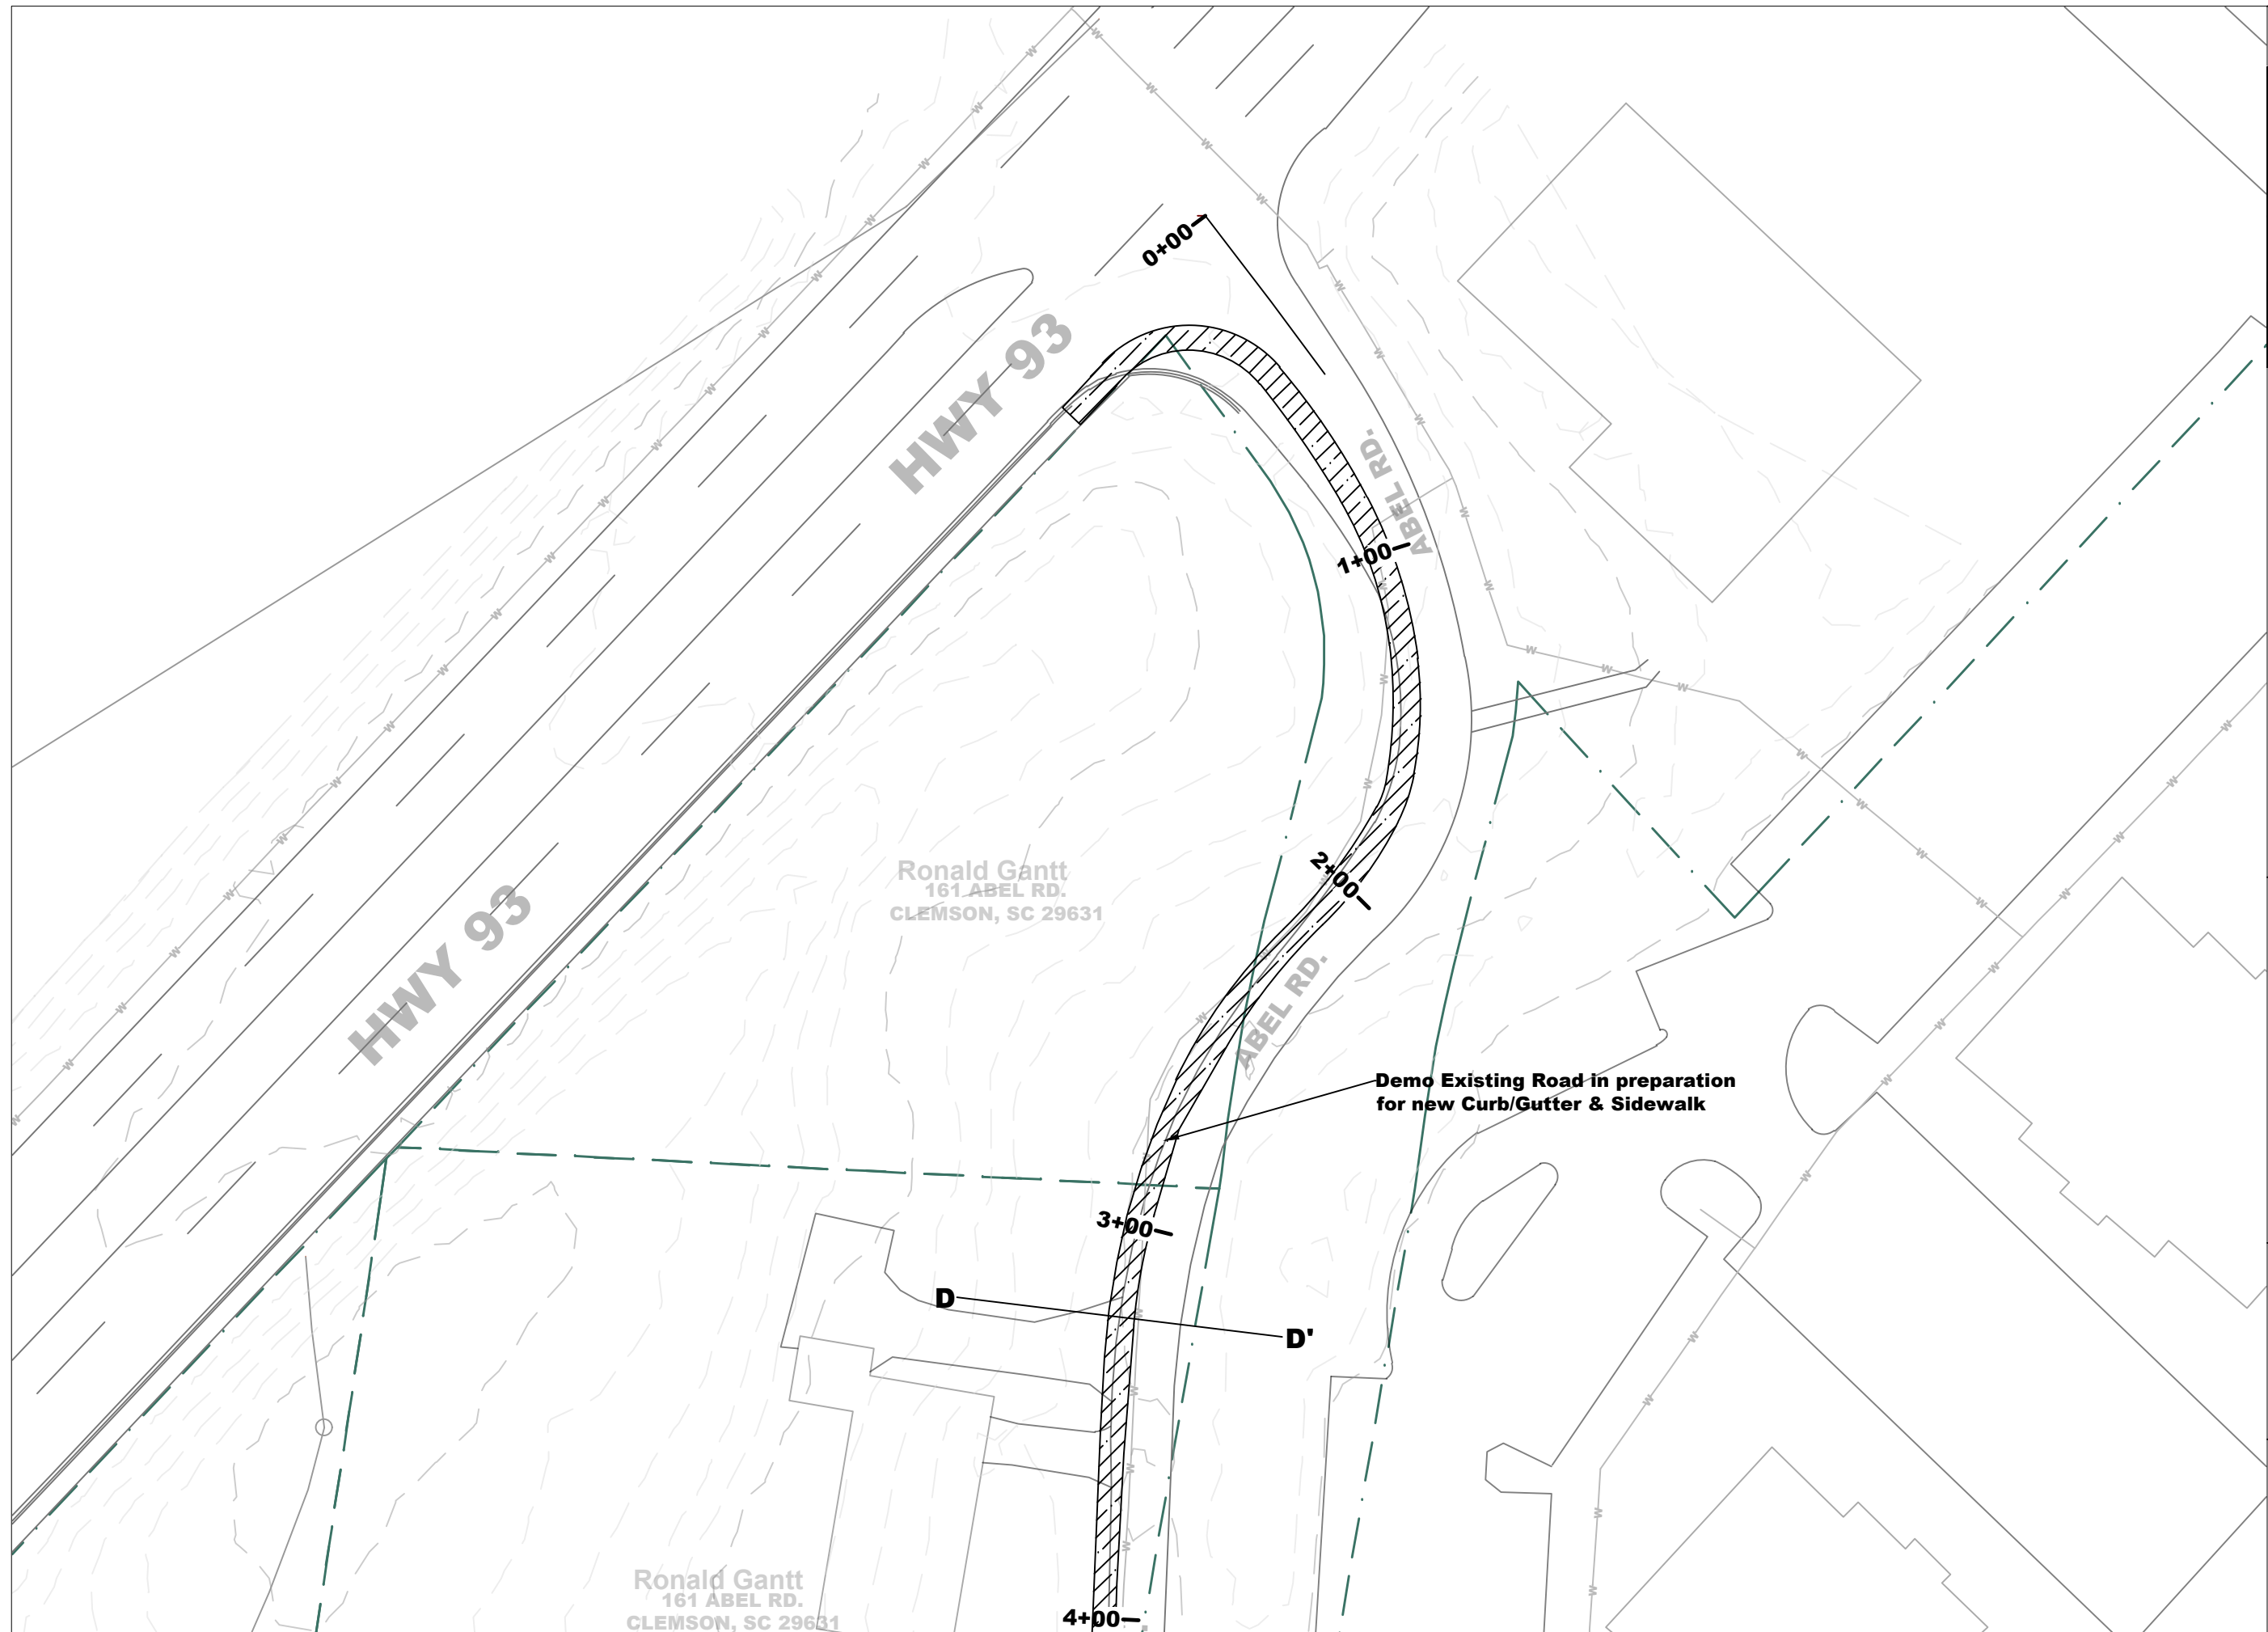 0+00
HWY 93
ABEL RD.
1+00
Ronald Gantt
161 ABEL RD.
CLEMSON, SC 29631
2+00
HWY 93
ABEL RD.
Demo Existing Road in preparation
for new Curb/Gutter & Sidewalk
3+00
D
D'
Ronald Gantt
161 ABEL RD.
CLEMSON, SC 29631
4+00